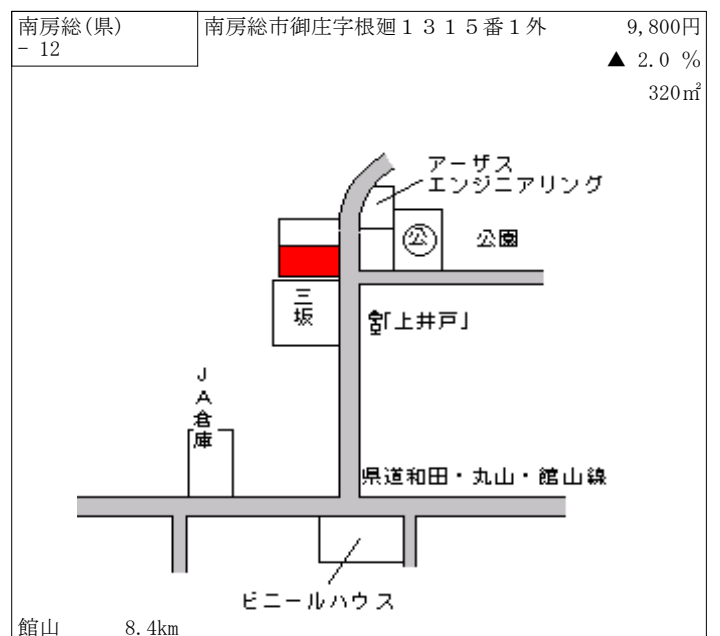 南房総(県)
- 12
南房総市御庄字根廻１３１５番１外
9,800円
▲ 2.0 %
320㎡
アーザス
エンジニアリング
公
公園
三坂
「上井戸」
ＪＡ倉庫
県道和田・丸山・館山線
ビニールハウス
館山 8.4km